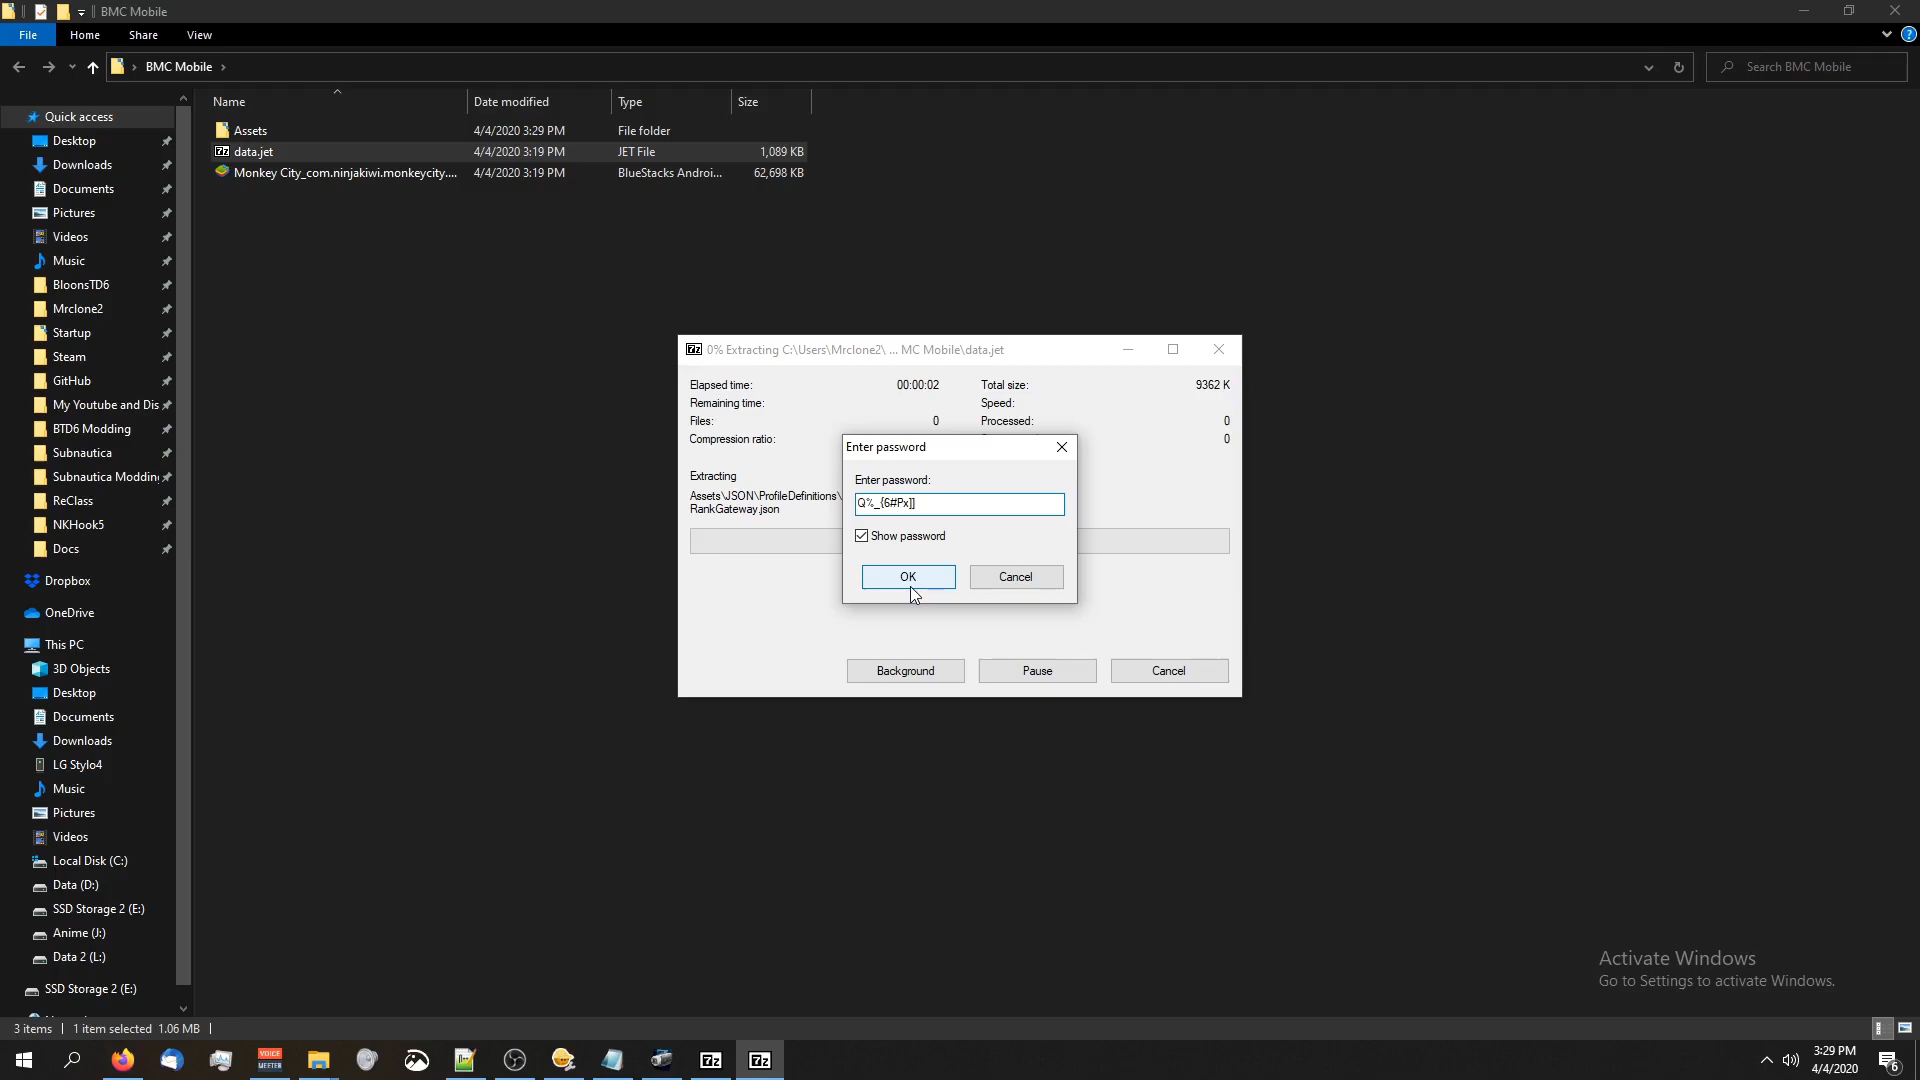 BMC Mobile
File
Home
Share
View
BMC Mobile
Search BMC Mobile
Name
Date modified
Type
Size
Assets
4/4/2020 3:29 PM
File folder
data.jet
4/4/2020 3:19 PM
JET File
1,089 KB
Monkey City_com.ninjakiwi.monkeycity....
4/4/2020 3:19 PM
BlueStacks Androi...
62,698 KB
Quick access
Desktop
Downloads
Documents
Pictures
Videos
Music
BloonsTD6
Mrclone2
Startup
Steam
GitHub
My Youtube and Dis
BTD6 Modding
Subnautica
Subnautica Modding
ReClass
NKHook5
Docs
Dropbox
OneDrive
This PC
3D Objects
Desktop
Documents
Downloads
LG Stylo4
Music
Pictures
Videos
Local Disk (C:)
Data (D:)
SSD Storage 2 (E:)
Anime (J:)
Data 2 (L:)
SSD Storage 2 (E:)
0% Extracting C:\Users\Mrclone2\ ... MC Mobile\data.jet
Elapsed time:
00:00:02
Total size:
9362 K
Remaining time:
Speed:
Files:
0
Processed:
0
Compression ratio:
0
Extracting
Assets\JSON\ProfileDefinitions\
RankGateway.json
Enter password
Enter password:
Q%_{6#Px]]
Show password
OK
Cancel
Background
Pause
Cancel
Activate Windows
Go to Settings to activate Windows.
3 items
1 item selected 1.06 MB
VOICE
MEETER
7z
7z
3:29 PM
4/4/2020
6